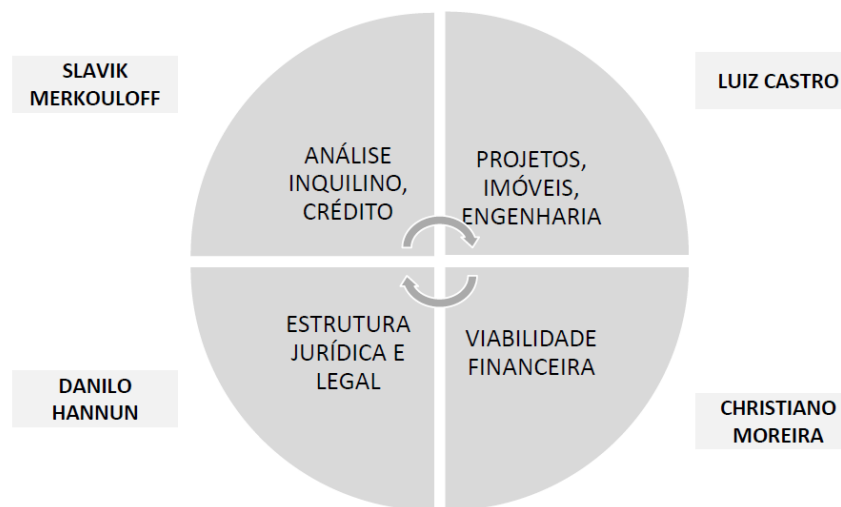 SLAVIK
MERKOULOFF
LUIZ CASTRO
ANÁLISE
INQUILINO,
CRÉDITO
PROJETOS,
IMÓVEIS,
ENGENHARIA
ESTRUTURA
JURÍDICA E
LEGAL
VIABILIDADE
FINANCEIRA
DANILO
HANNUN
CHRISTIANO
MOREIRA